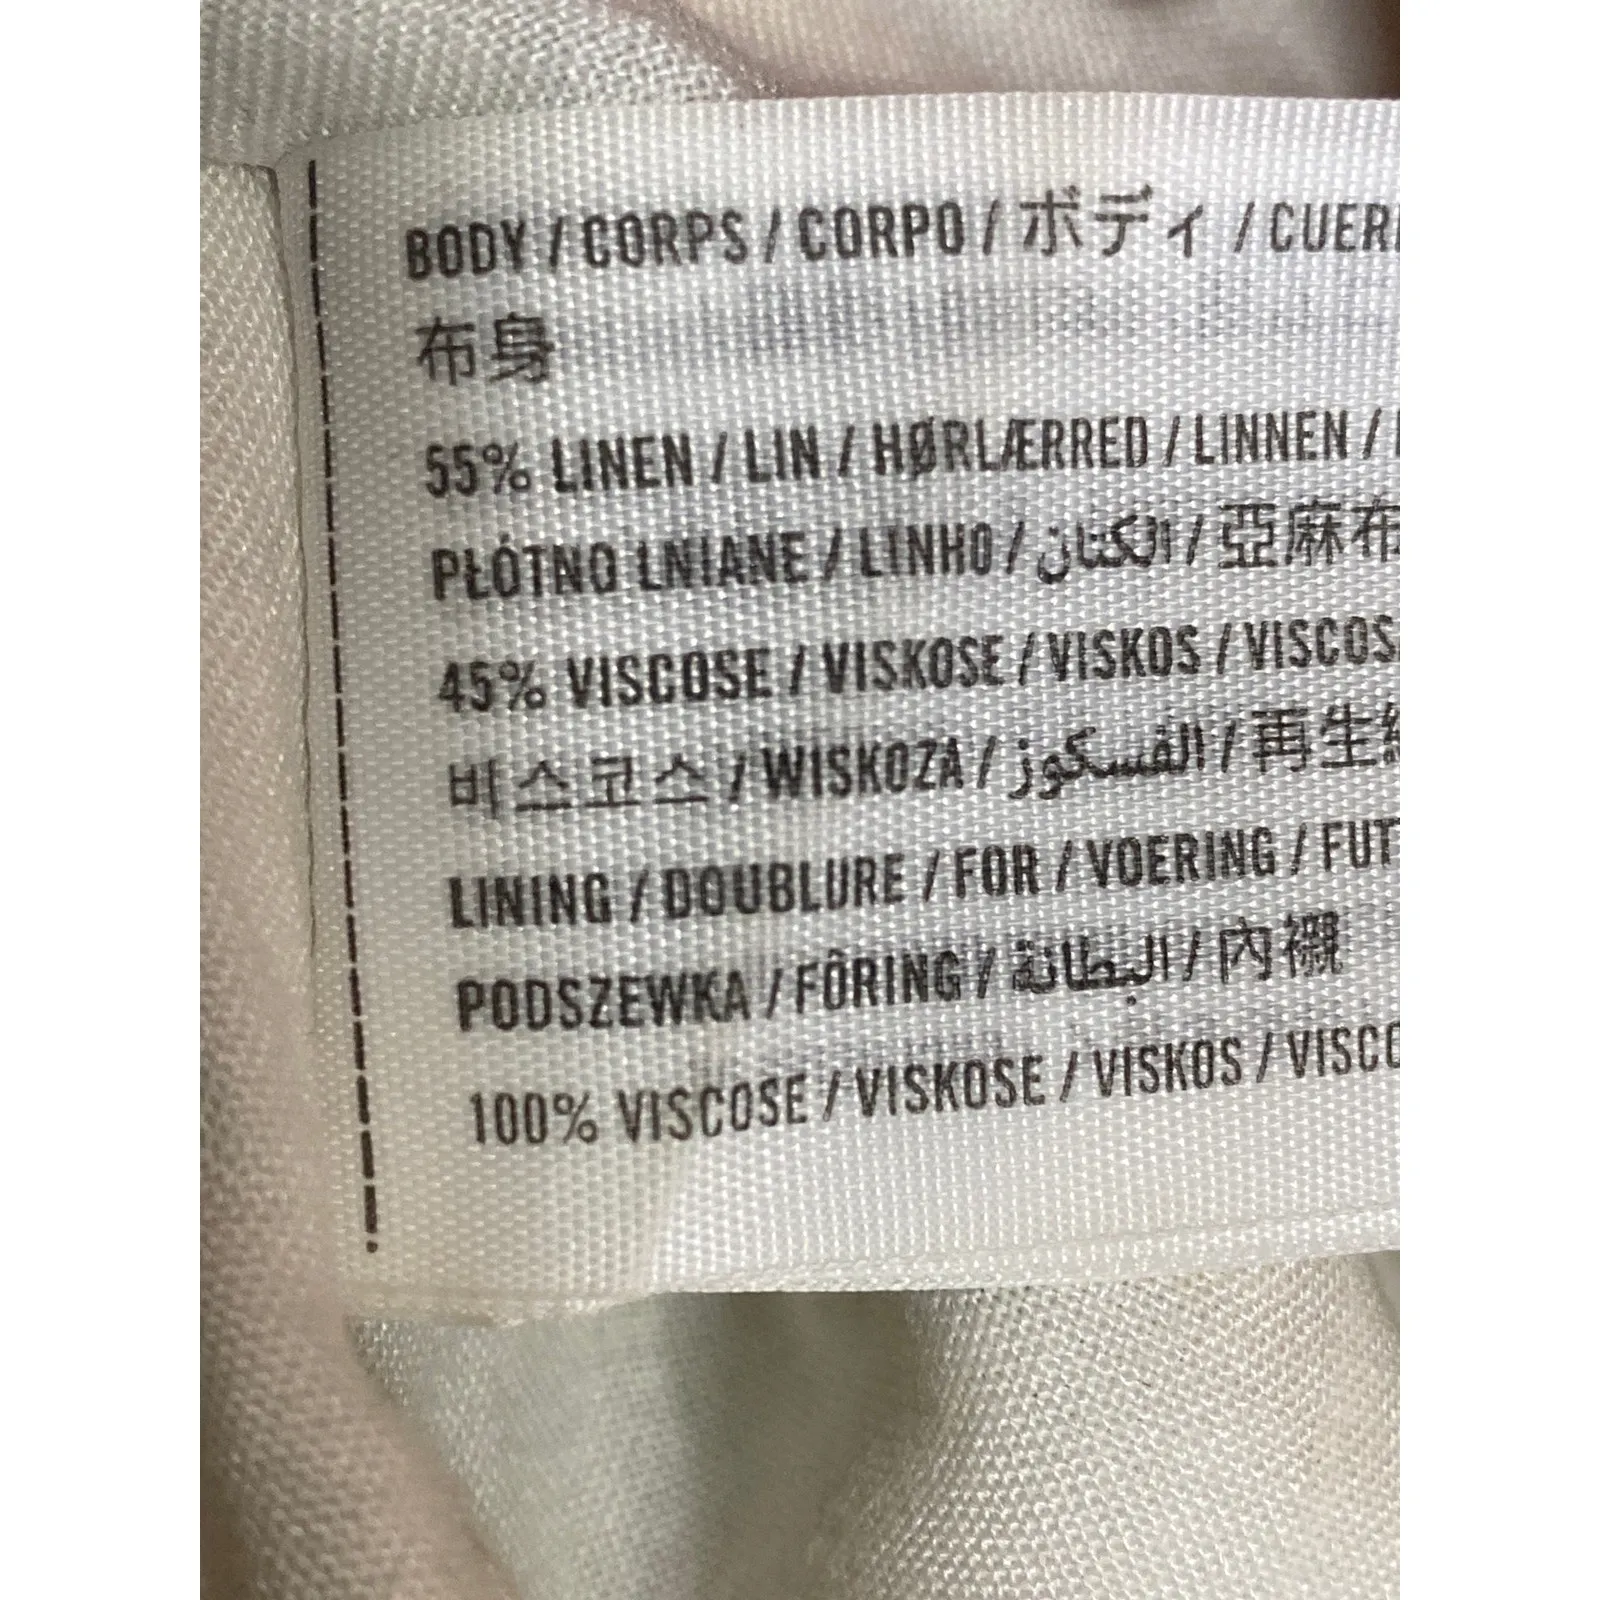 BODY / CORPS / CORPO / ボディ / CUER
布身
55% LINEN / LIN / HØRLÆRRED / LINNEN /
PŁÓTNO LNIANE / LINHO / الكتان / 亞麻布
45% VISCOSE / VISKOSE / VISKOS / VISCOS
비스코스 / WISKOZA / الفسكوز / 再生
LINING / DOUBLURE / FOR / VOERING / FUT
PODSZEWKA / FÔRING / البطانة / 內襯
100% VISCOSE / VISKOSE / VISKOS / VISCO